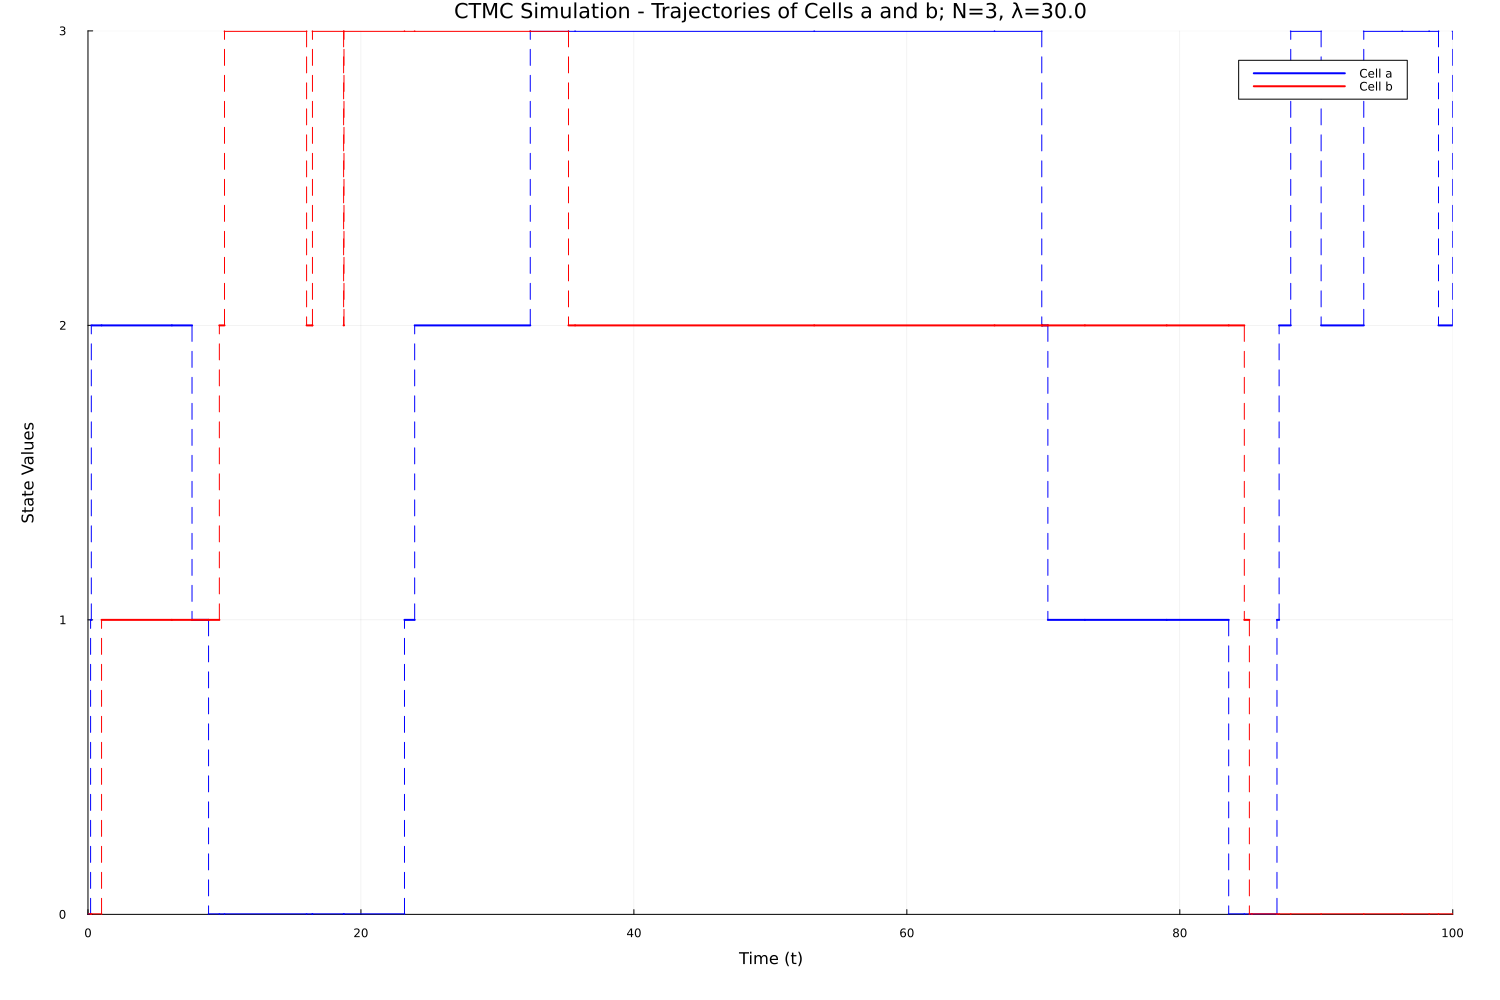 CTMC Simulation - Trajectories of Cells a and b; N=3, λ=30.0
3
Cell a
Cell b
2
State Values
1
0
0 20 40 60 80 100
Time (t)